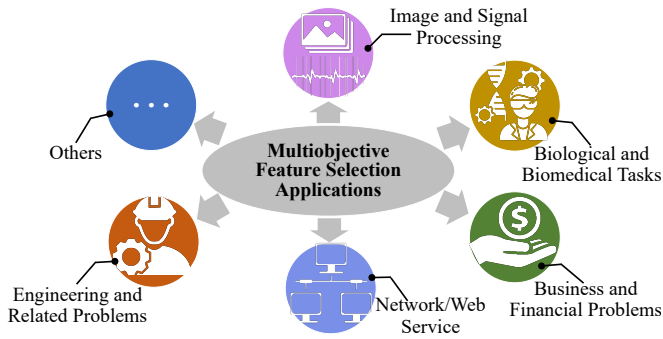 Image and Signal
Processing
Multiobjective
Feature Selection
Applications
Others
Biological and
Biomedical Tasks
Engineering and
Related Problems
Network/Web
Service
$
Business and
Financial Problems